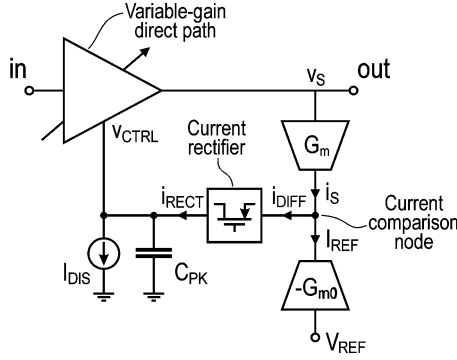 Variable-gain
direct path
in
out
vS
vCTRL
Gm
Current
rectifier
iS
iRECT
iDIFF
Current
comparison
node
IREF
IDIS
CPK
-Gm0
VREF